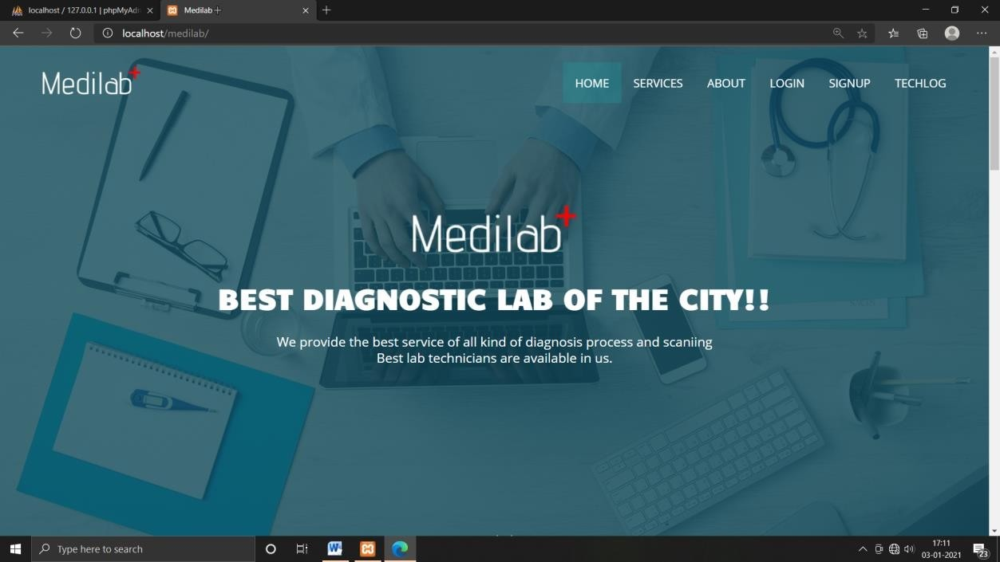 localhost / 127.0.0.1 | phpMyAdm
Medilab+
localhost/medilab/
Medilab+
HOME
SERVICES
ABOUT
LOGIN
SIGNUP
TECHLOG
Medilab+
BEST DIAGNOSTIC LAB OF THE CITY!!
We provide the best service of all kind of diagnosis process and scaniing
Best lab technicians are available in us.
Type here to search
17:11
03-01-2021
23